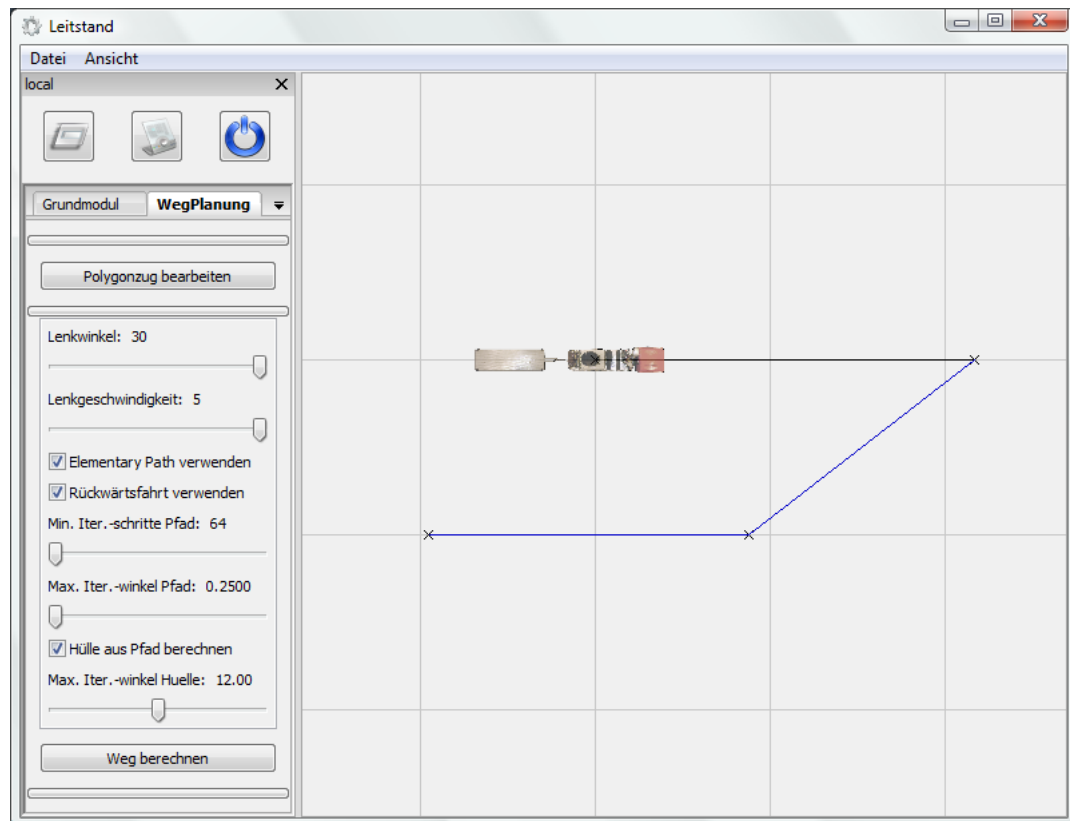 Leitstand
Datei Ansicht
local
Grundmodul WegPlanung
Polygonzug bearbeiten
Lenkwinkel: 30
Lenkgeschwindigkeit: 5
Elementary Path verwenden
Rückwärtsfahrt verwenden
Min. Iter.-schritte Pfad: 64
Max. Iter.-winkel Pfad: 0.2500
Hülle aus Pfad berechnen
Max. Iter.-winkel Huelle: 12.00
Weg berechnen